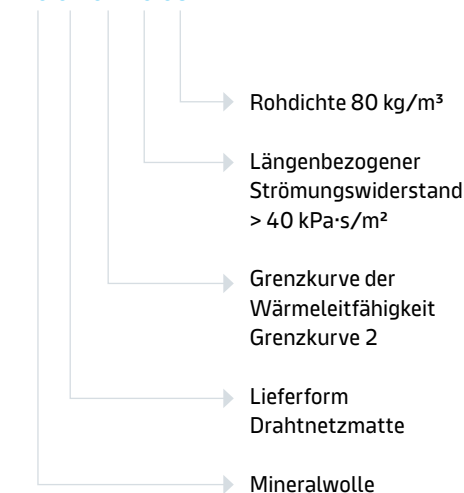 Rohdichte 80 kg/m³
Längenbezogener
Strömungswiderstand
> 40 kPa·s/m²
Grenzkurve der
Wärmeleitfähigkeit
Grenzkurve 2
Lieferform
Drahtnetzmatte
Mineralwolle